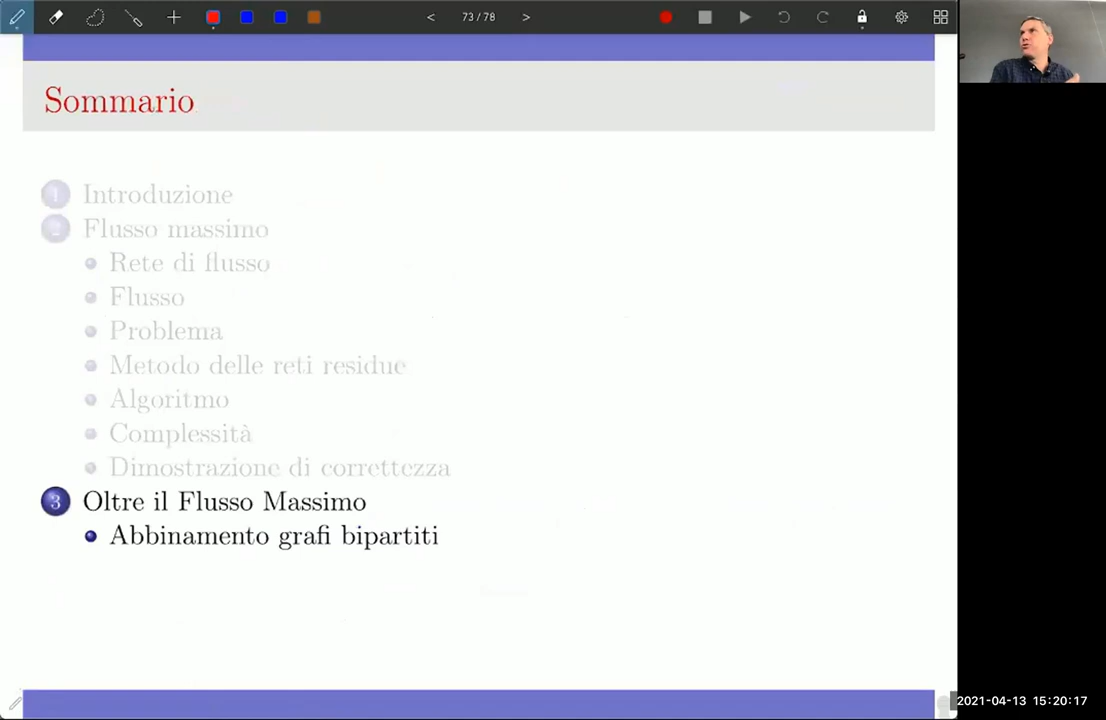 73 / 78
Sommario
1 Introduzione
2 Flusso massimo
Rete di flusso
Flusso
Problema
Metodo delle reti residue
Algoritmo
Complessità
Dimostrazione di correttezza
3 Oltre il Flusso Massimo
Abbinamento grafi bipartiti
2021-04-13 15:20:17